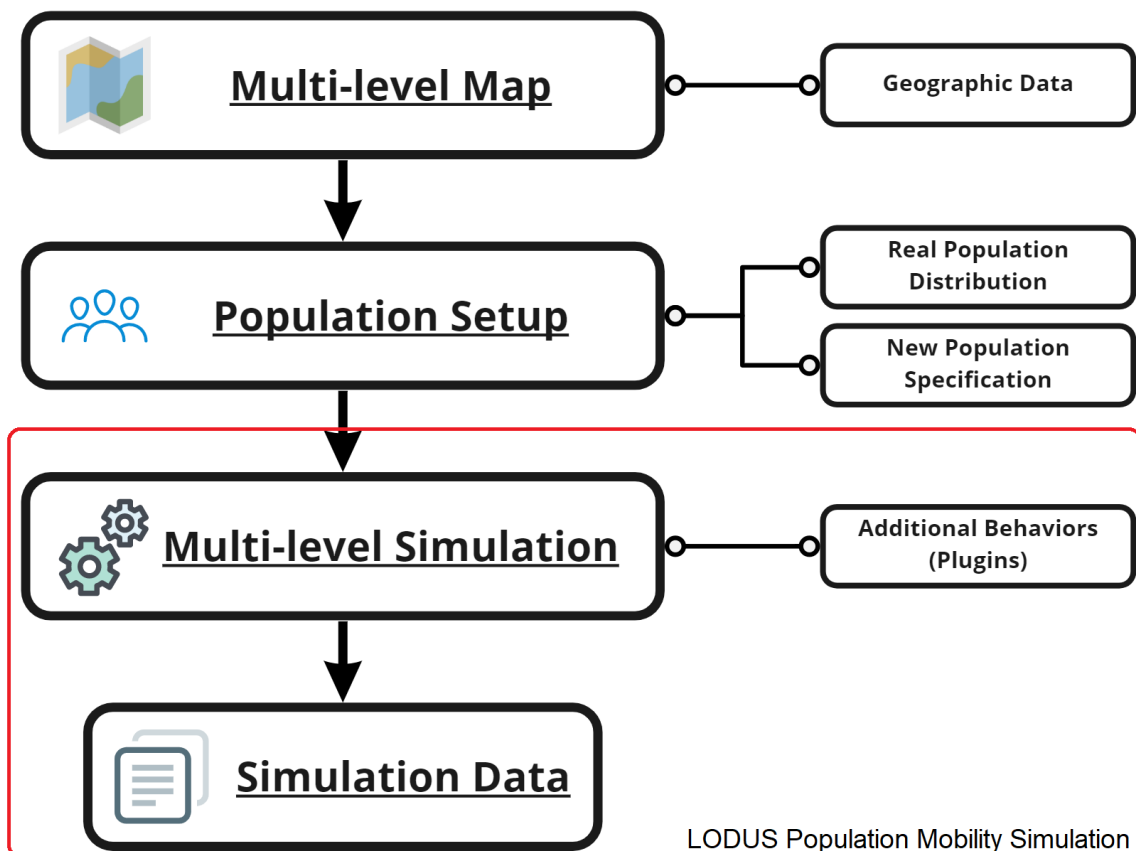 Multi-level Map
Geographic Data
Population Setup
Real Population
Distribution
New Population
Specification
Multi-level Simulation
Additional Behaviors
(Plugins)
Simulation Data
LODUS Population Mobility Simulation